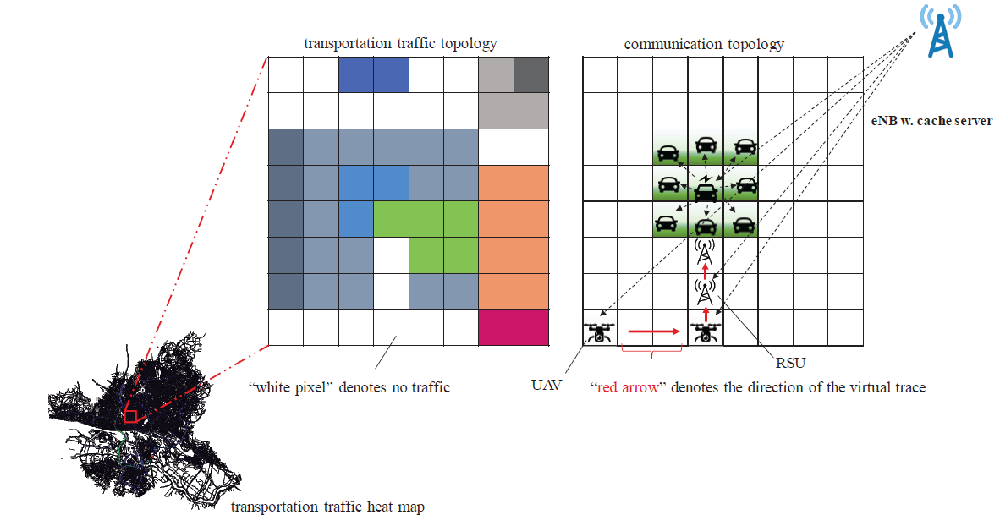 transportation traffic topology
communication topology
eNB w. cache server
RSU
UAV
“white pixel” denotes no traffic
“red arrow” denotes the direction of the virtual trace
transportation traffic heat map